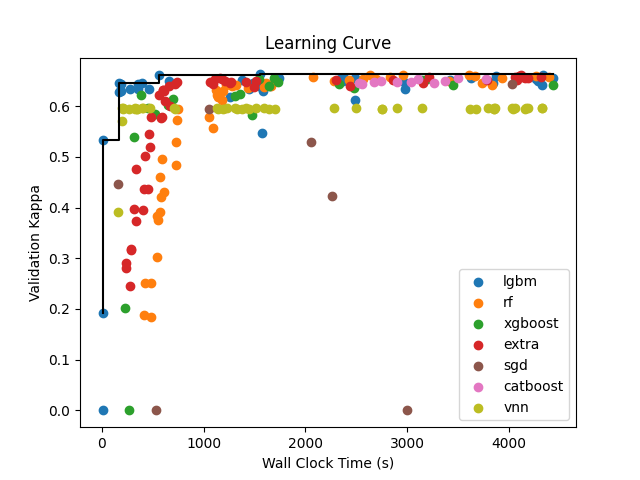 Learning Curve
Validation Kappa
0.6
0.5
0.4
0.3
0.2
0.1
0.0
0
1000
2000
3000
4000
Wall Clock Time (s)
lgbm
rf
xgboost
extra
sgd
catboost
vnn